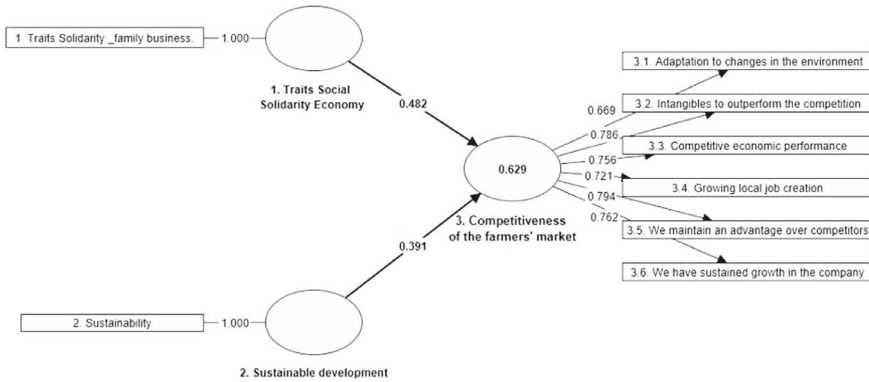 1. Traits Solidarity _family business.
1.000
1. Traits Social
Solidarity Economy
0.482
3.1. Adaptation to changes in the environment
0.669
3.2. Intangibles to outperform the competition
0.786
3.3. Competitive economic performance
0.756
0.629
0.721
3.4. Growing local job creation
0.794
0.762
3. Competitiveness
of the farmers' market
3.5. We maintain an advantage over competitors
0.391
3.6. We have sustained growth in the company
2. Sustainability
1.000
2. Sustainable development